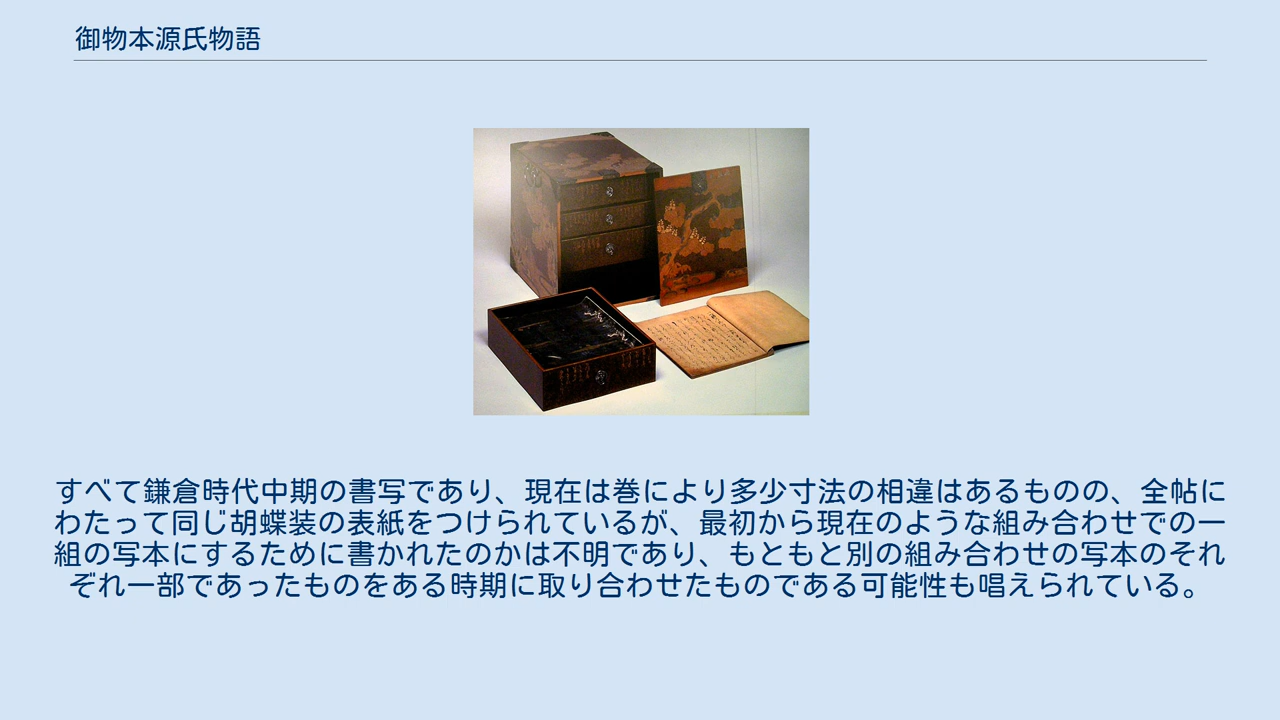 御物本源氏物語
すべて鎌倉時代中期の書写であり、現在は巻により多少寸法の相違はあるものの、全帖に
わたって同じ胡蝶装の表紙をつけられているが、最初から現在のような組み合わせでの一
組の写本にするために書かれたのかは不明であり、もともと別の組み合わせの写本のそれ
ぞれ一部であったものをある時期に取り合わせたものである可能性も唱えられている。